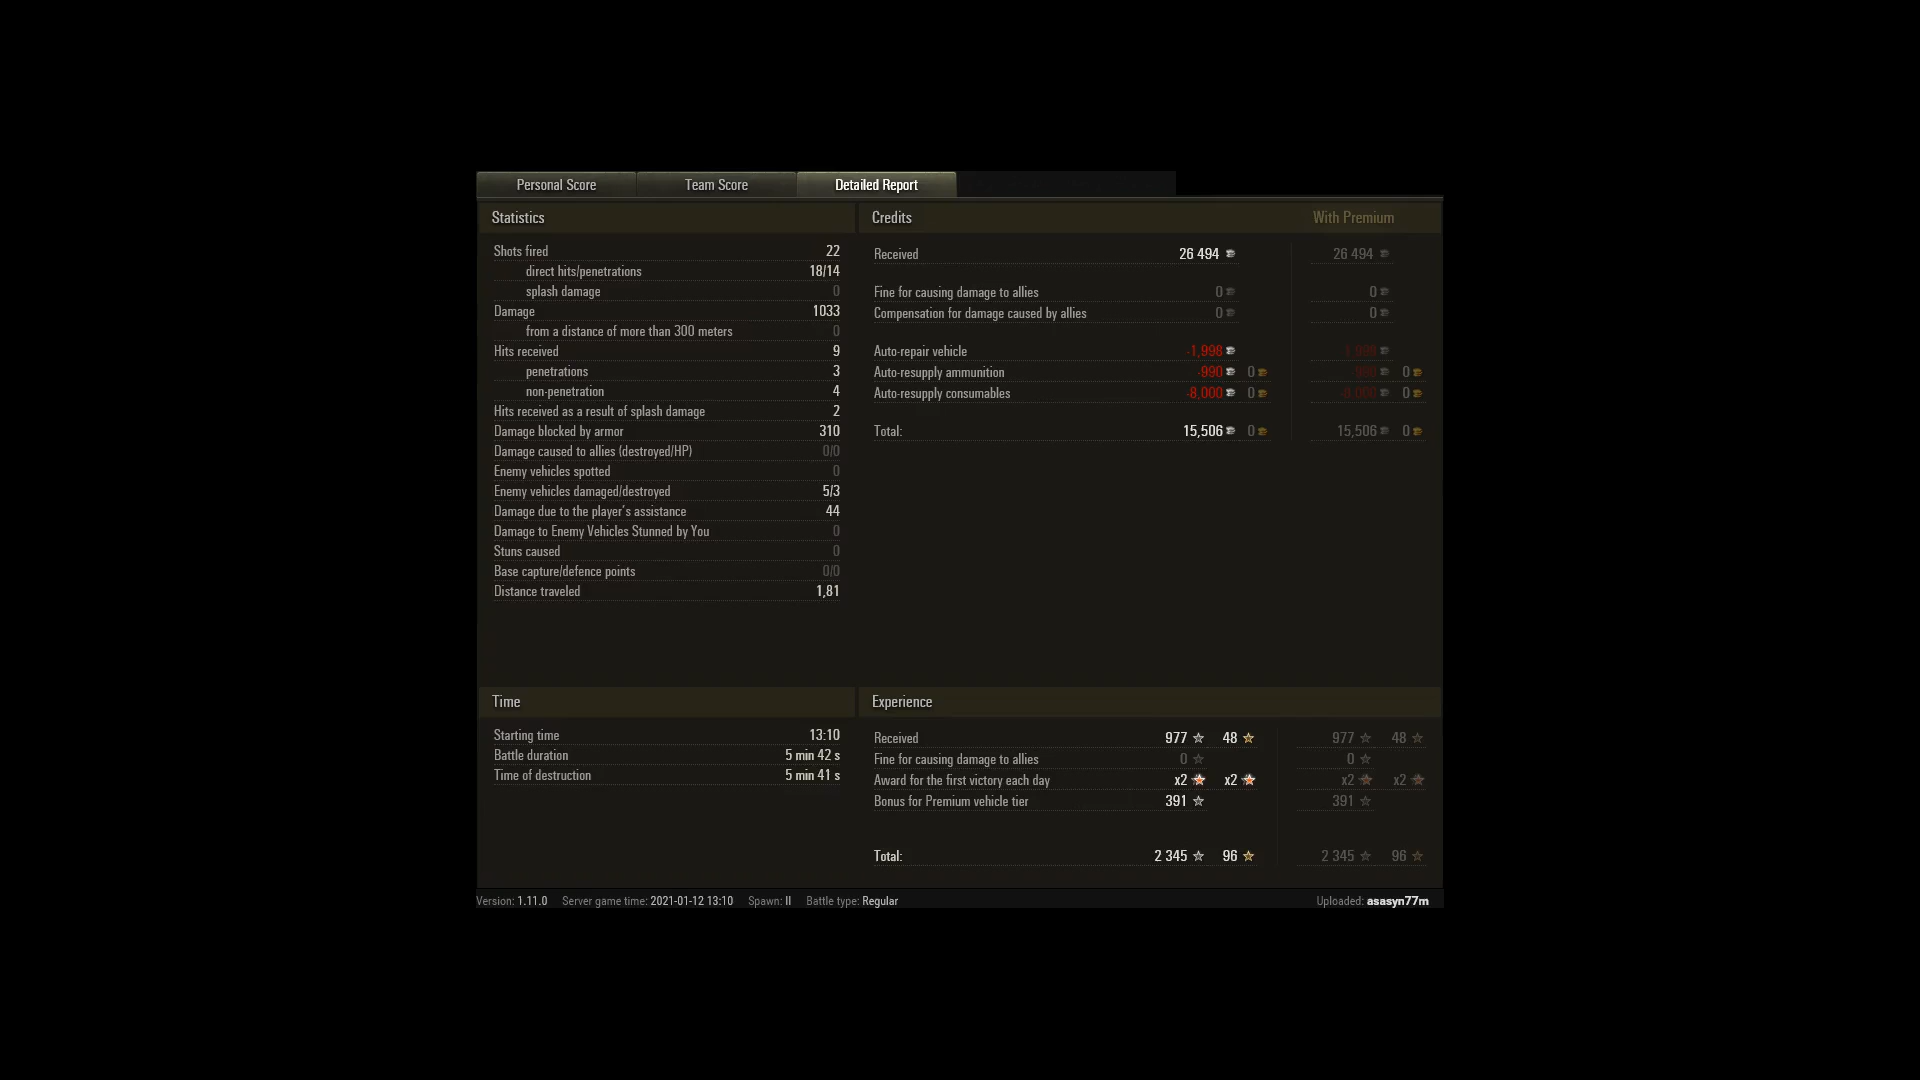 Personal Score
Team Score
Detailed Report
Statistics
Shots fired 22
direct hits/penetrations 18/14
splash damage 0
Damage 1033
from a distance of more than 300 meters 0
Hits received 9
penetrations 3
non-penetration 4
Hits received as a result of splash damage 2
Damage blocked by armor 310
Damage caused to allies (destroyed/HP) 0/0
Enemy vehicles spotted 0
Enemy vehicles damaged/destroyed 5/3
Damage due to the player's assistance 44
Damage to Enemy Vehicles Stunned by You 0
Stuns caused 0
Base capture/defence points 0/0
Distance traveled 1,81
Credits With Premium
Received 26 494 26 494
Fine for causing damage to allies 0 0
Compensation for damage caused by allies 0 0
Auto-repair vehicle -1,998 -1,998
Auto-resupply ammunition -990 0 -990 0
Auto-resupply consumables -8,000 0 -8,000 0
Total: 15,506 0 15,506 0
Time
Starting time 13:10
Battle duration 5 min 42 s
Time of destruction 5 min 41 s
Experience
Received 977 48 977 48
Fine for causing damage to allies 0 0
Award for the first victory each day x2 x2 x2 x2
Bonus for Premium vehicle tier 391 391
Total: 2 345 96 2 345 96
Version: 1.11.0 Server game time: 2021-01-12 13:10 Spawn: II Battle type: Regular Uploaded: asasyn77m